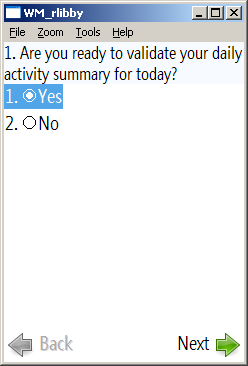 WM_rlibby
File Zoom Tools Help
1. Are you ready to validate your daily
activity summary for today?
1. Yes
2. No
Back Next